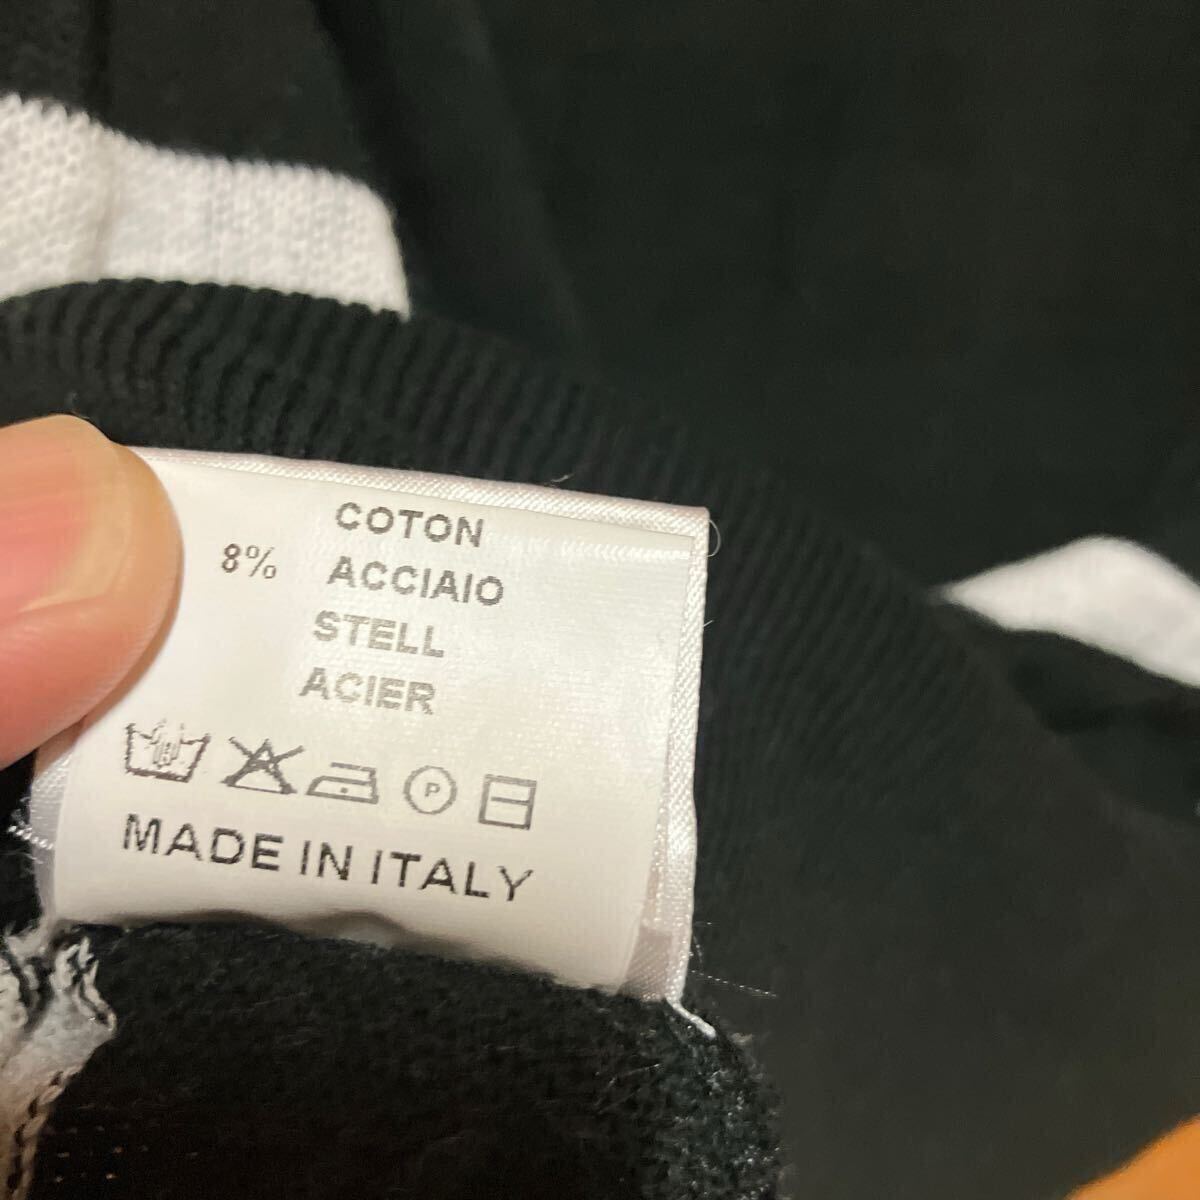 COTON
8% ACCIAIO
STELL
ACIER
P
MADE IN ITALY